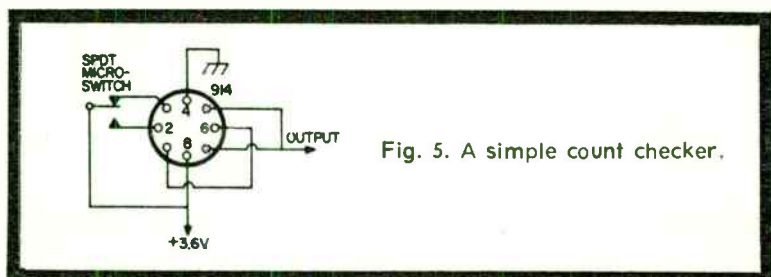 SPDT
MICRO-
SWITCH
914
4
2
6
8
OUTPUT
+3.6V
Fig. 5. A simple count checker.